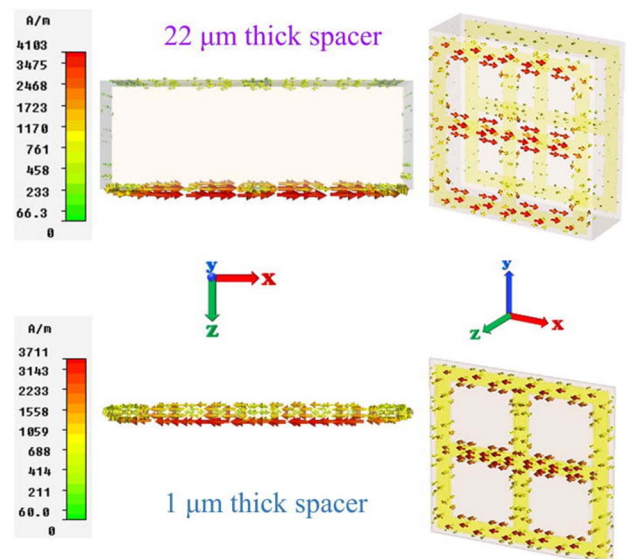 A/m
4103
3475
2468
1723
1170
761
458
233
66.3
0
22 μm thick spacer
y
x
z
y
x
z
A/m
3711
3143
2233
1558
1059
688
414
211
60.0
0
1 μm thick spacer